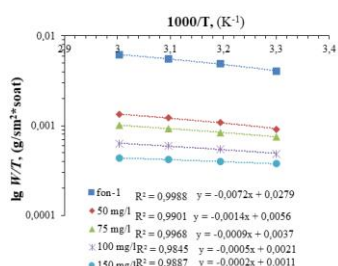 1000/T, (K⁻¹)
0,01
2,9 3 3,1 3,2 3,3 3,4
lg W/T, (g/sm²*soat)
0,001
0,0001
fon-1 R² = 0,9988 y = -0,0072x + 0,0279
50 mg/l R² = 0,9901 y = -0,0014x + 0,0056
75 mg/l R² = 0,9968 y = -0,0009x + 0,0037
100 mg/l R² = 0,9845 y = -0,0005x + 0,0021
150 mg/l R² = 0,9887 y = -0,0002x + 0,0011